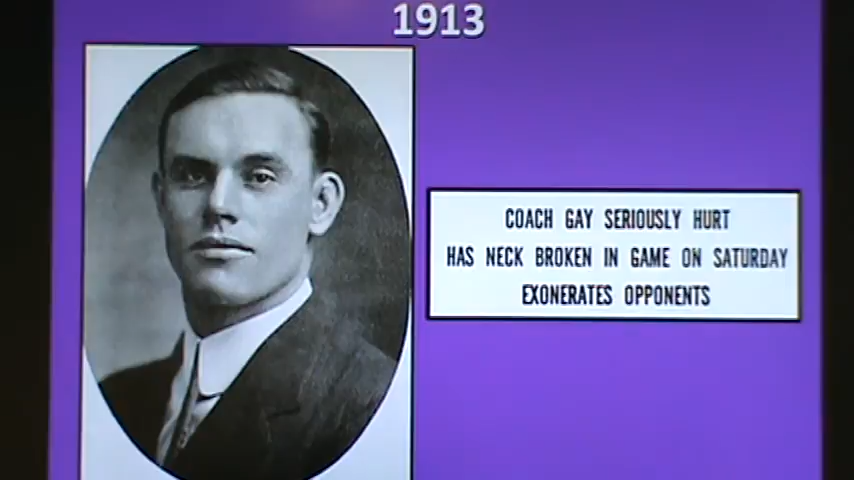 1913
COACH GAY SERIOUSLY HURT
HAS NECK BROKEN IN GAME ON SATURDAY
EXONERATES OPPONENTS